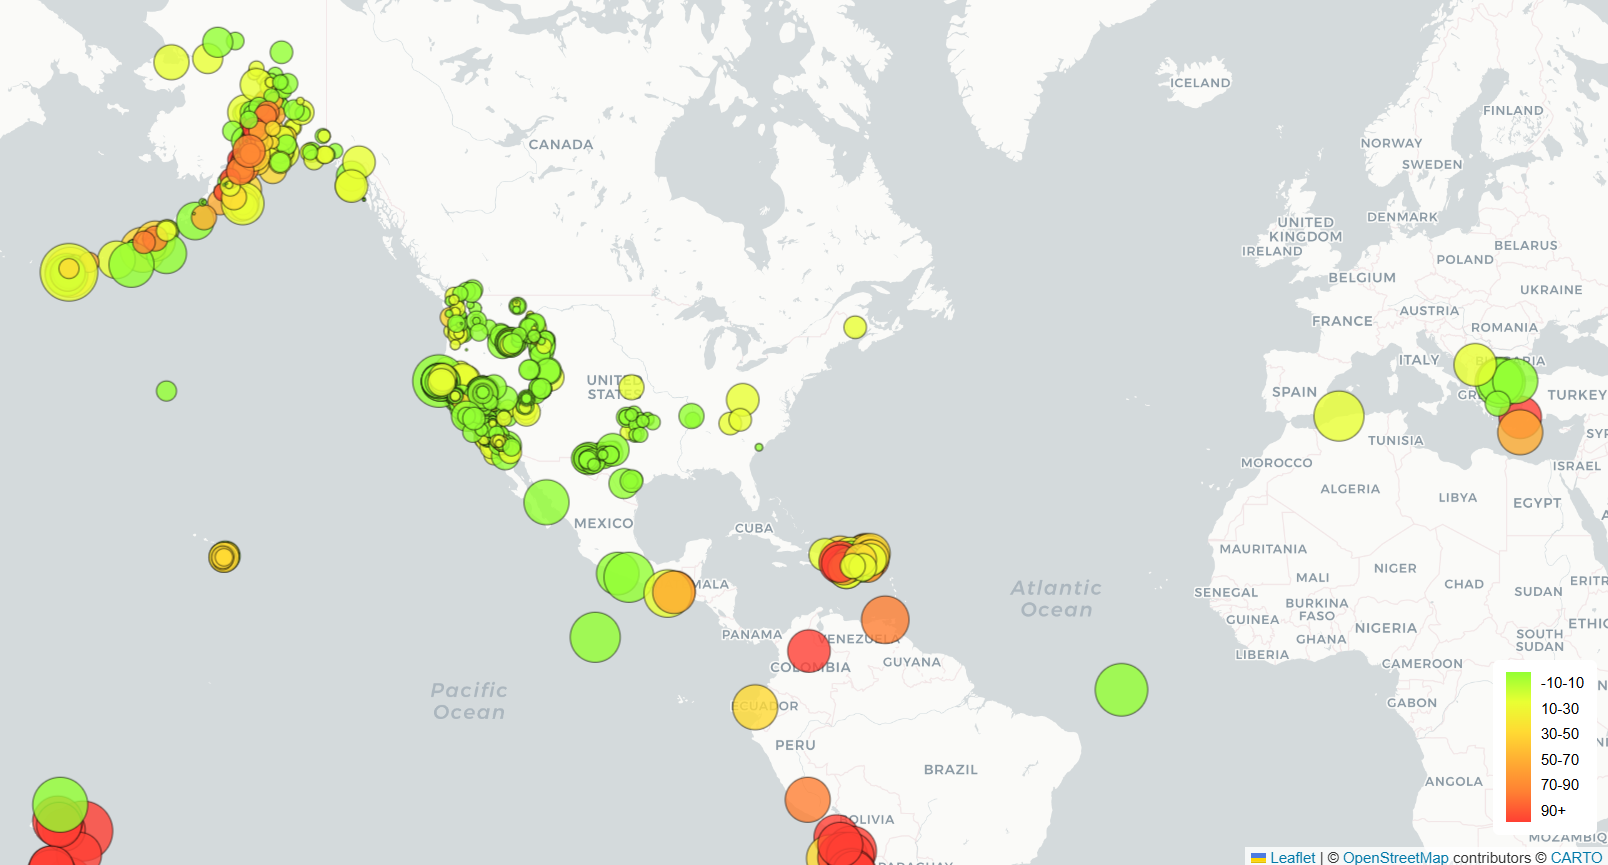 ICELAND
FINLAND
NORWAY
SWEDEN
CANADA
DENMARK
UNITED
KINGDOM
IRELAND
BELARUS
POLAND
BELGIUM
UKRAINE
AUSTRIA
FRANCE
ROMANIA
ITALY
SPAIN
TURKEY
UNITED
STATES
TUNISIA
MOROCCO
ISRAEL
ALGERIA
LIBYA
EGYPT
MEXICO
CUBA
MAURITANIA
MALI
NIGER
CHAD
SUDAN
SENEGAL
BURKINA
FASO
GUINEA
GHANA
NIGERIA
SOUTH
SUDAN
LIBERIA
CAMEROON
GABON
ANGOLA
Atlantic
Ocean
PANAMA
VENEZUELA
COLOMBIA
GUYANA
ECUADOR
Pacific
Ocean
PERU
BRAZIL
-10-10
10-30
30-50
50-70
70-90
90+
Leaflet | © OpenStreetMap contributors © CARTO